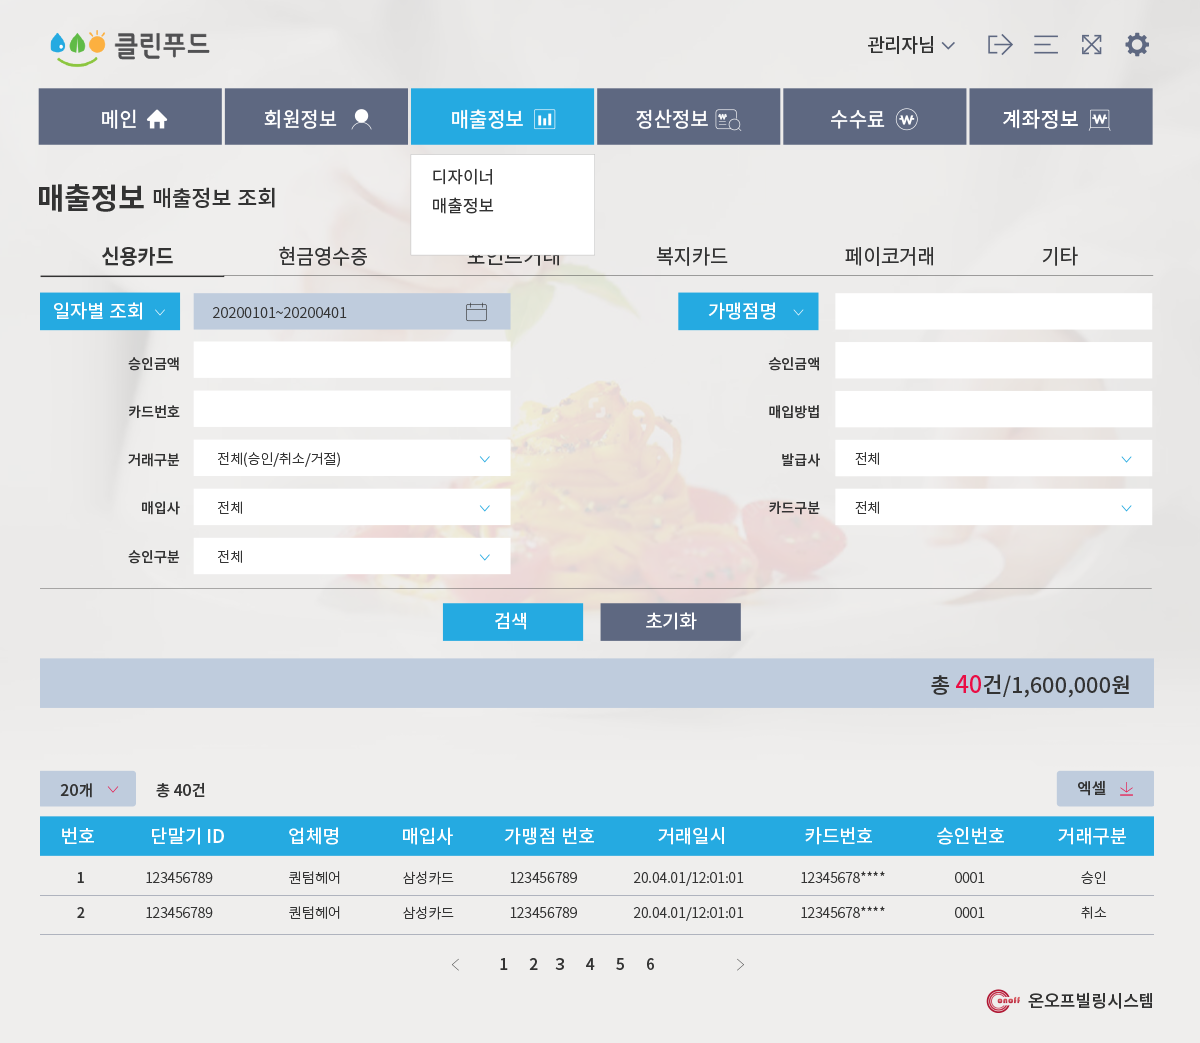 클린푸드
관리자님
메인 회원정보 매출정보 정산정보 수수료 계좌정보
디자이너
매출정보
매출정보 매출정보 조회
신용카드 현금영수증 포인트거래 복지카드 페이코거래 기타
일자별 조회 20200101~20200401 가맹점명
승인금액 승인금액
카드번호 매입방법
거래구분 전체(승인/취소/거절) 발급사 전체
매입사 전체 카드구분 전체
승인구분 전체
검색 초기화
총 40건/1,600,000원
20개 총 40건 엑셀
번호 단말기 ID 업체명 매입사 가맹점 번호 거래일시 카드번호 승인번호 거래구분
1 123456789 퀀텀헤어 삼성카드 123456789 20.04.01/12:01:01 12345678**** 0001 승인
2 123456789 퀀텀헤어 삼성카드 123456789 20.04.01/12:01:01 12345678**** 0001 취소
1 2 3 4 5 6
Conoff 온오프빌링시스템